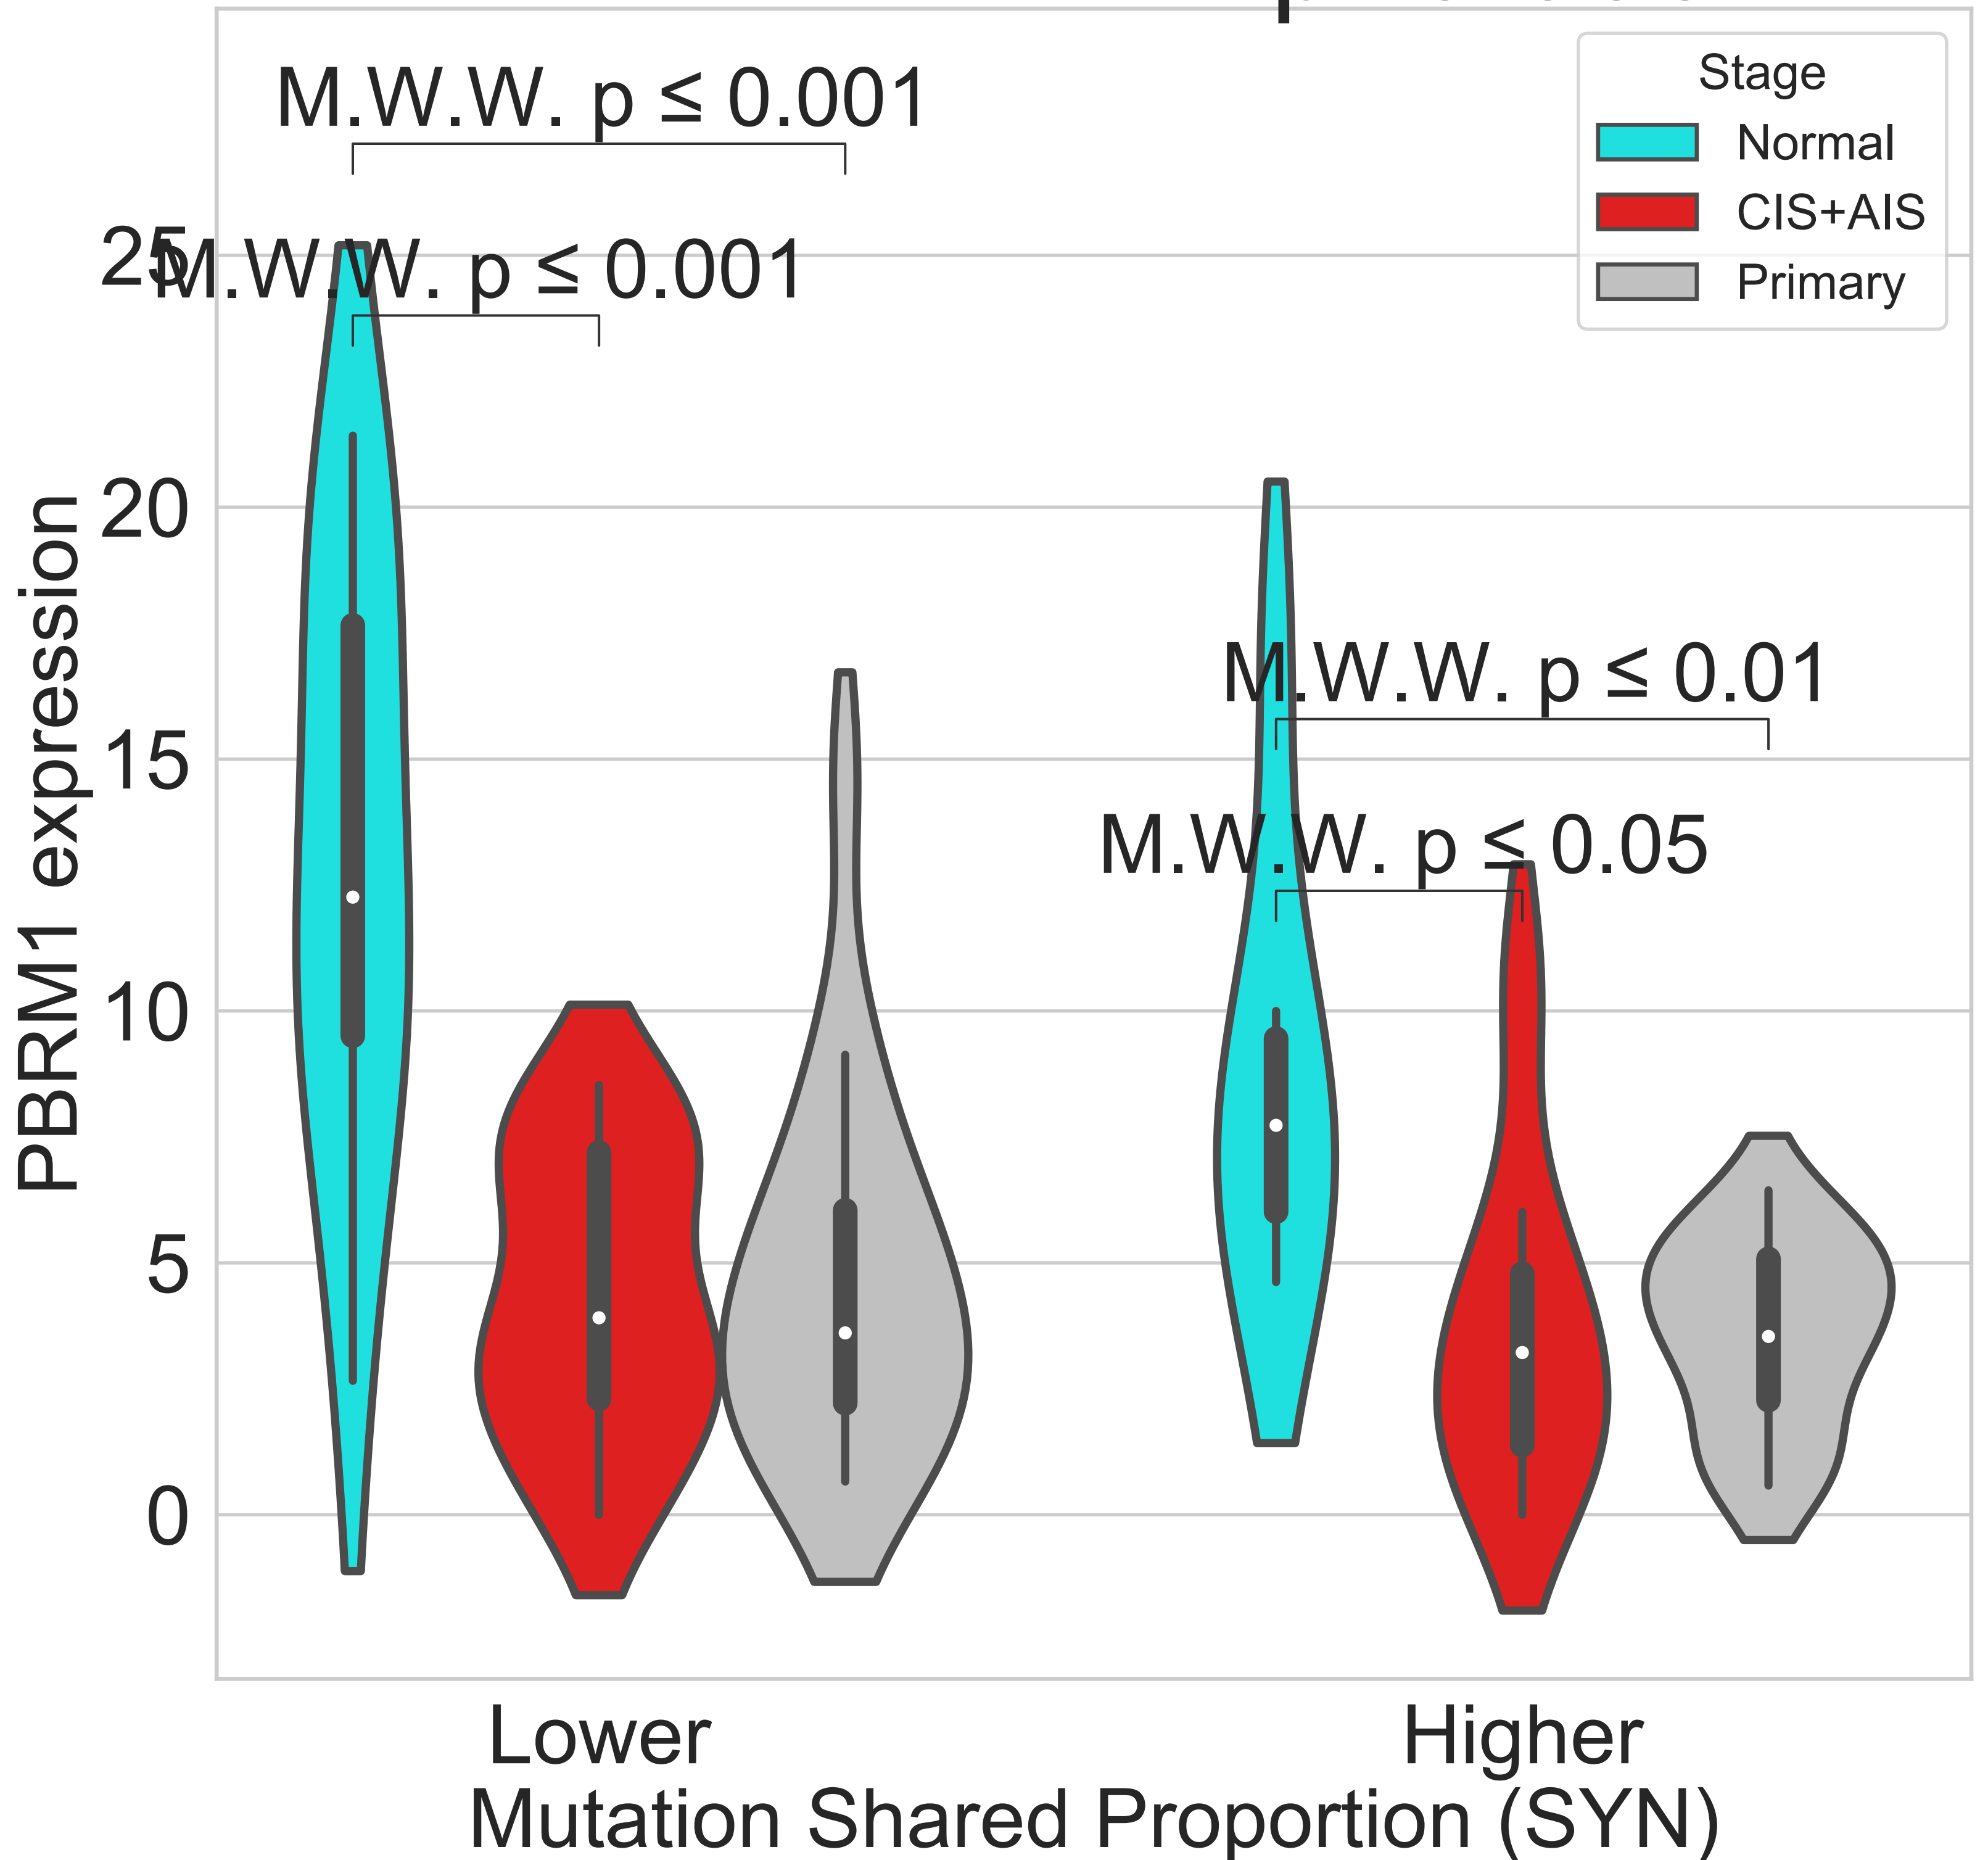 M.W.W. p ≤ 0.001
M.W.W. p ≤ 0.001
M.W.W. p ≤ 0.01
M.W.W. p ≤ 0.05
Stage
Normal
CIS+AIS
Primary
PBRM1 expression
25
20
15
10
5
0
Lower
Higher
Mutation Shared Proportion (SYN)